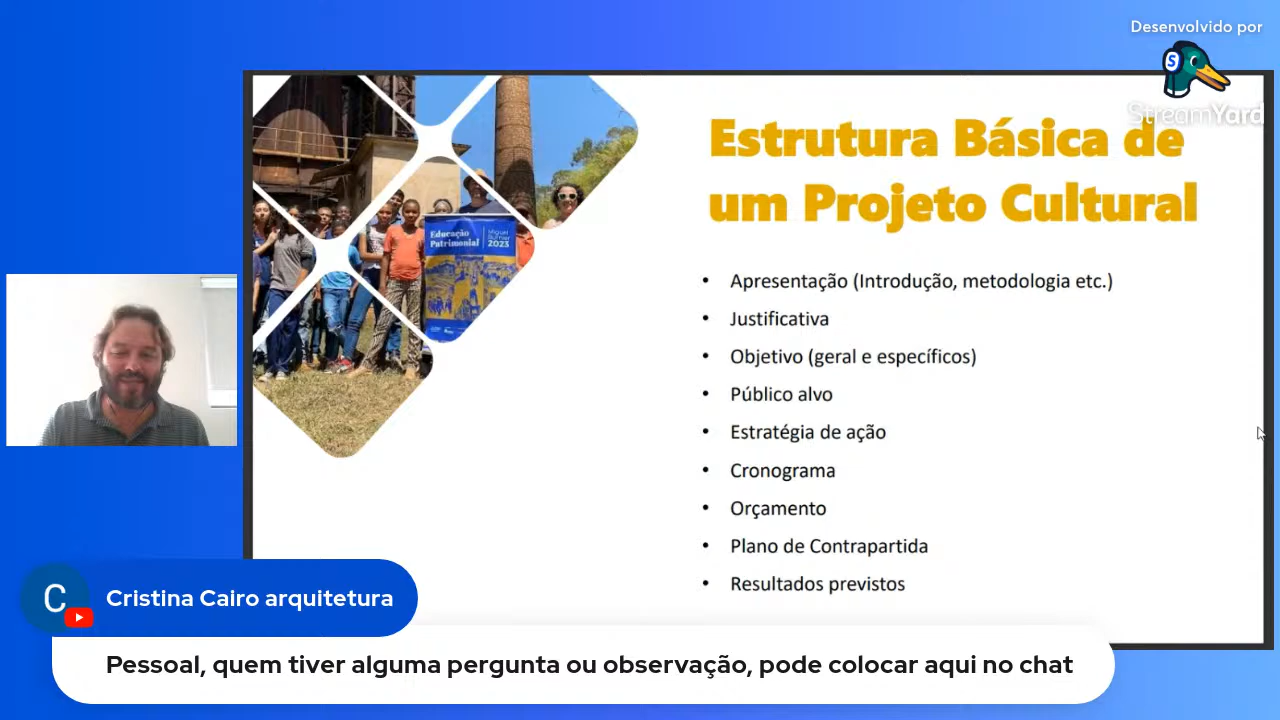 Desenvolvido por
StreamYard
Estrutura Básica de
um Projeto Cultural
Educação
Patrimonial
Miguel
Burnier
2023
• Apresentação (Introdução, metodologia etc.)
• Justificativa
• Objetivo (geral e específicos)
• Público alvo
• Estratégia de ação
• Cronograma
• Orçamento
• Plano de Contrapartida
• Resultados previstos
C
Cristina Cairo arquitetura
Pessoal, quem tiver alguma pergunta ou observação, pode colocar aqui no chat